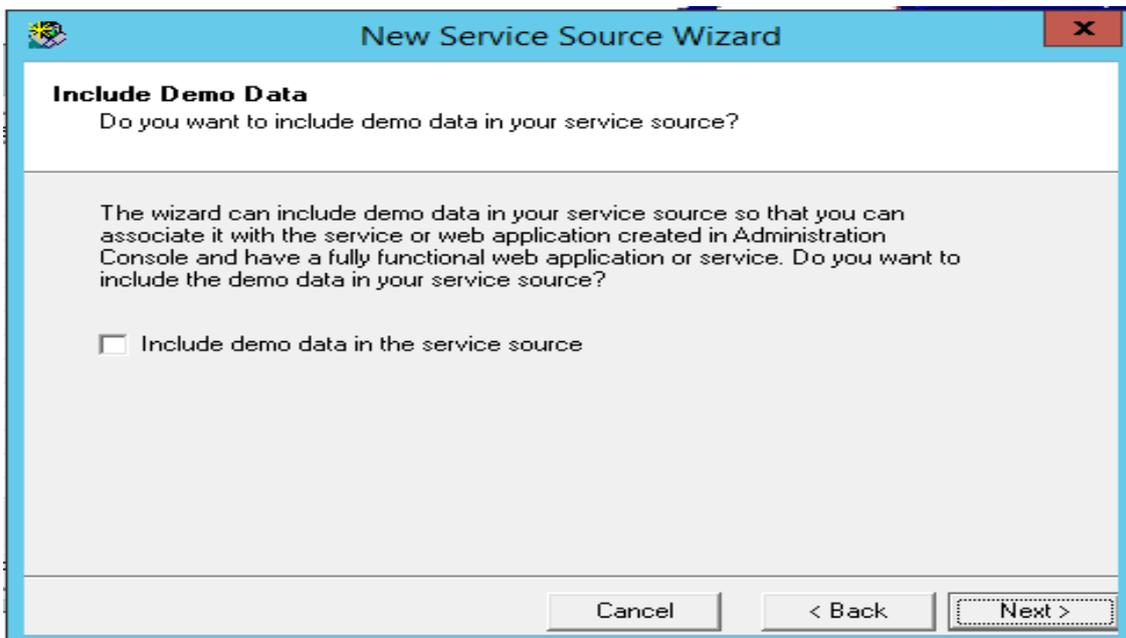 New Service Source Wizard
x
Include Demo Data
Do you want to include demo data in your service source?
The wizard can include demo data in your service source so that you can
associate it with the service or web application created in Administration
Console and have a fully functional web application or service. Do you want to
include the demo data in your service source?
Include demo data in the service source
Cancel
< Back
Next >